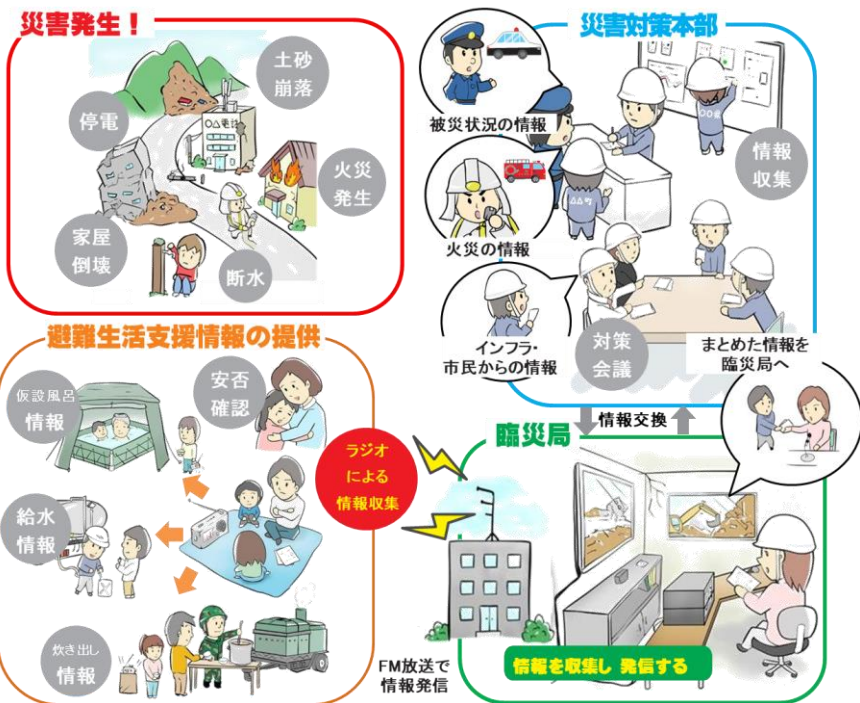 災害発生！
土砂
崩落
停電
〇△電話
火災
発生
家屋
倒壊
断水
災害対策本部
被災状況の情報
〇〇市
△△町
情報
収集
火災の情報
インフラ・
市民からの情報
対策
会議
まとめた情報を
臨災局へ
情報交換
避難生活支援情報の提供
仮設風呂
情報
安否
確認
ラジオ
による
情報収集
給水
情報
炊き出し
情報
臨災局
FM放送で
情報発信
情報を収集し 発信する